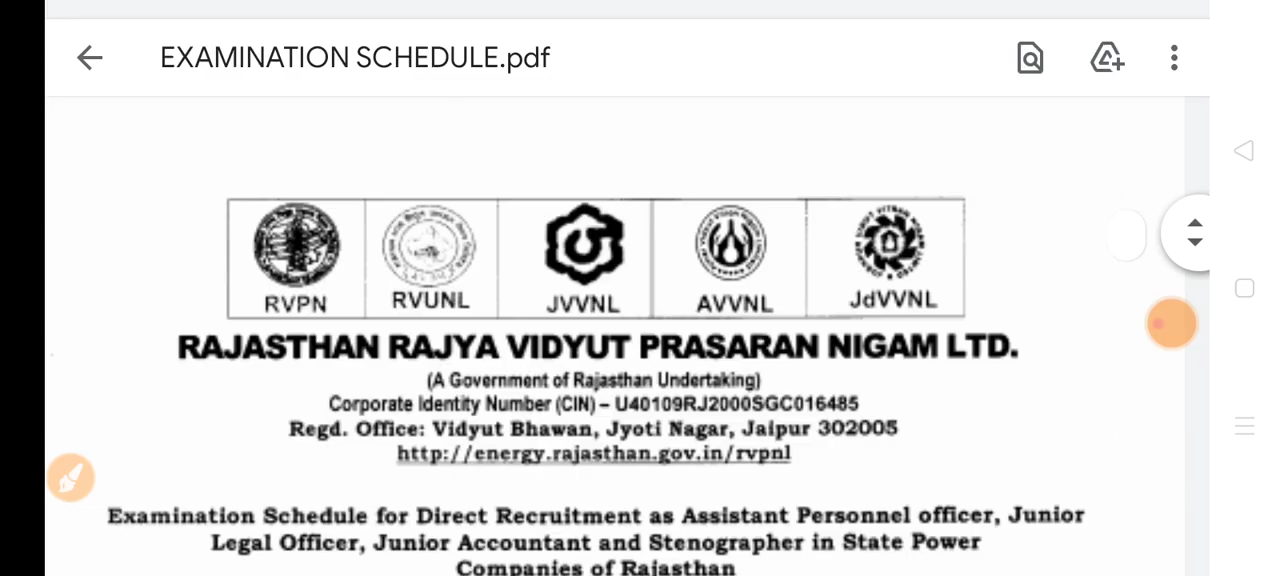 EXAMINATION SCHEDULE.pdf
RVPN
RVUNL
JVVNL
AVVNL
JdVVNL
RAJASTHAN RAJYA VIDYUT PRASARAN NIGAM LTD.
(A Government of Rajasthan Undertaking)
Corporate Identity Number (CIN) – U40109RJ2000SGC016485
Regd. Office: Vidyut Bhawan, Jyoti Nagar, Jaipur 302005
http://energy.rajasthan.gov.in/rvpnl
Examination Schedule for Direct Recruitment as Assistant Personnel officer, Junior
Legal Officer, Junior Accountant and Stenographer in State Power
Companies of Rajasthan